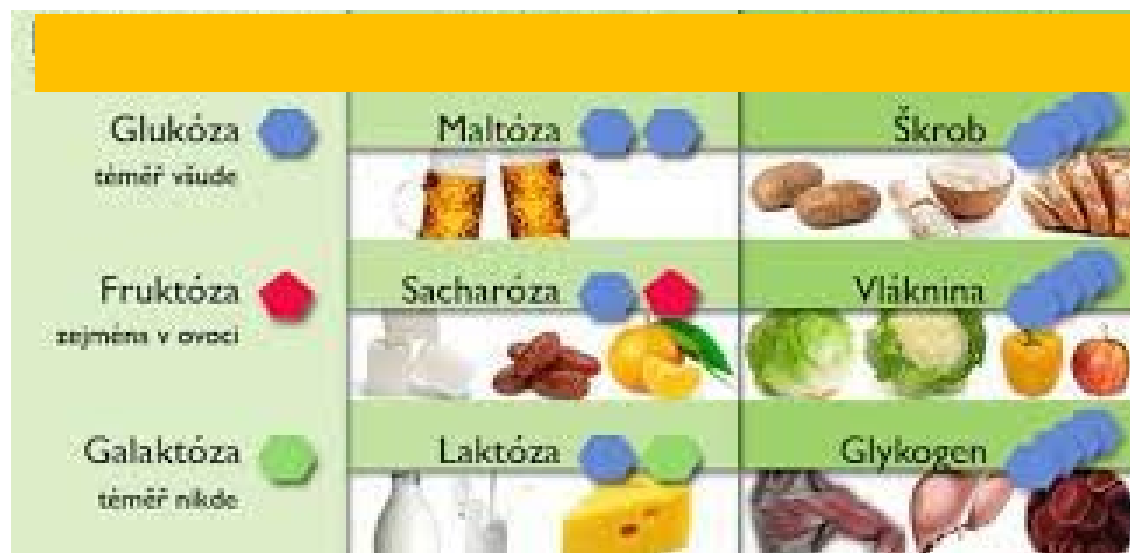 Glukóza
téměř všude
Maltóza
Škrob
Fruktóza
zejména v ovoci
Sacharóza
Vláknina
Galaktóza
téměř nikde
Laktóza
Glykogen